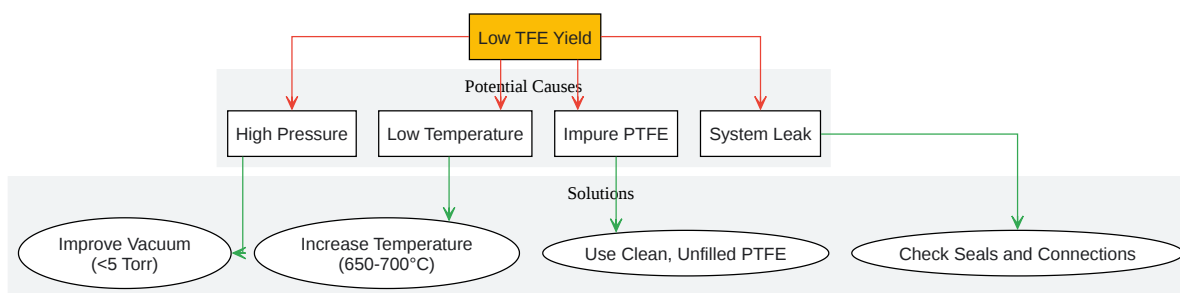 Low TFE Yield
Potential Causes
High Pressure
Low Temperature
Impure PTFE
System Leak
Solutions
Improve Vacuum
(<5 Torr)
Increase Temperature
(650-700°C)
Use Clean, Unfilled PTFE
Check Seals and Connections